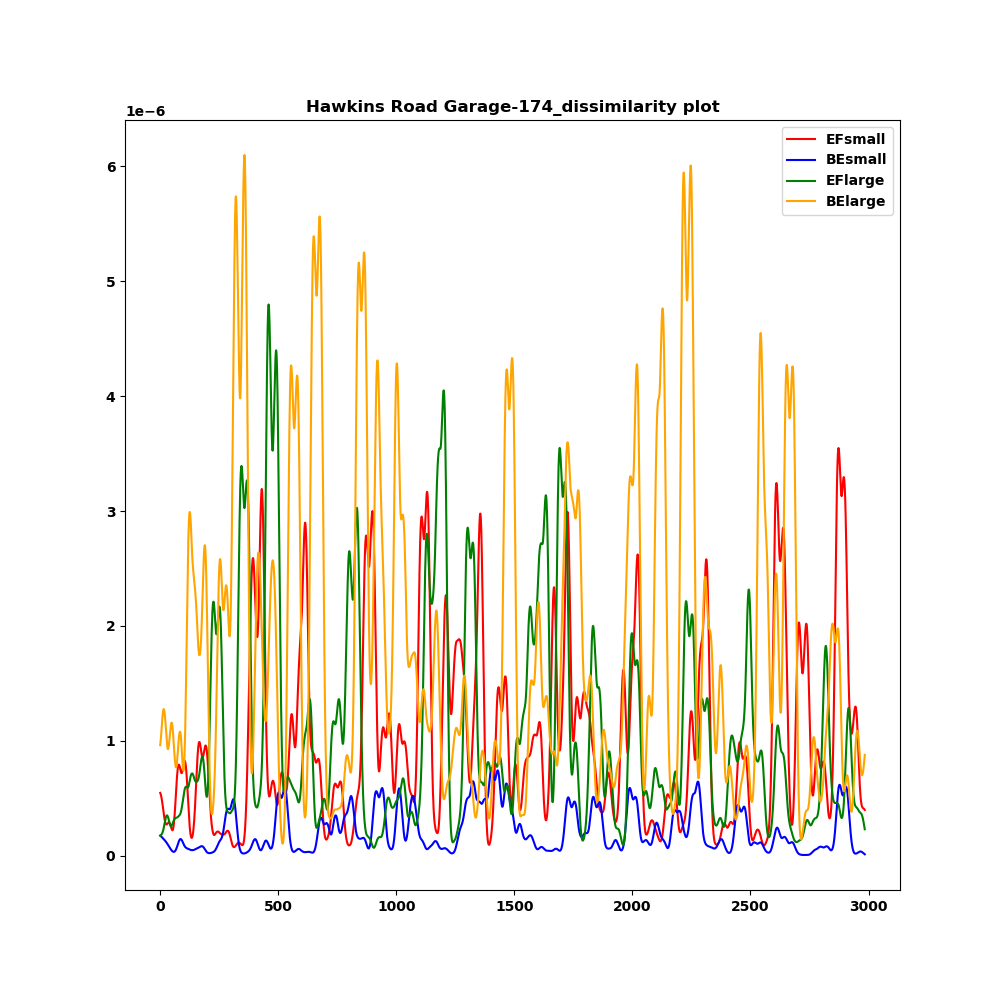 Hawkins Road Garage-174_dissimilarity plot
1e−6
EFsmall
BEsmall
EFlarge
BElarge
6
5
4
3
2
1
0
0 500 1000 1500 2000 2500 3000